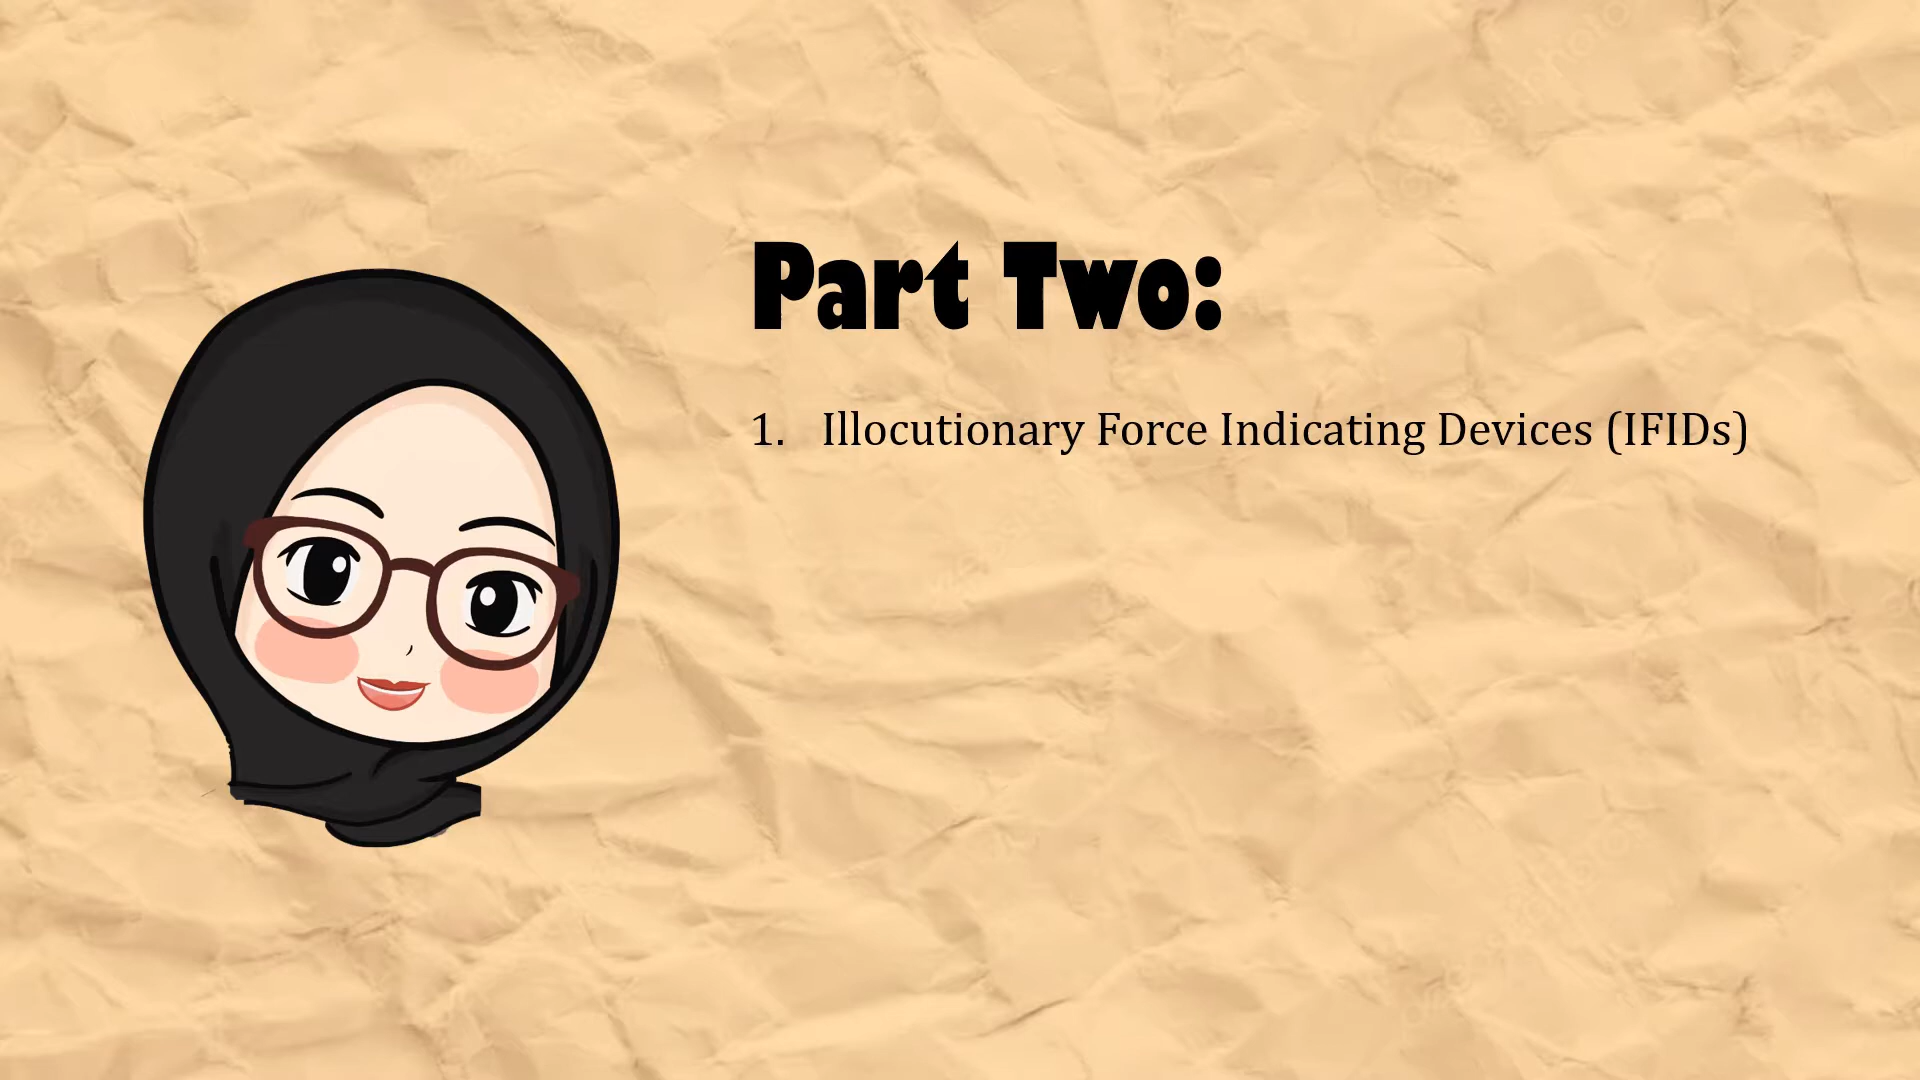 Part Two:
1. Illocutionary Force Indicating Devices (IFIDs)